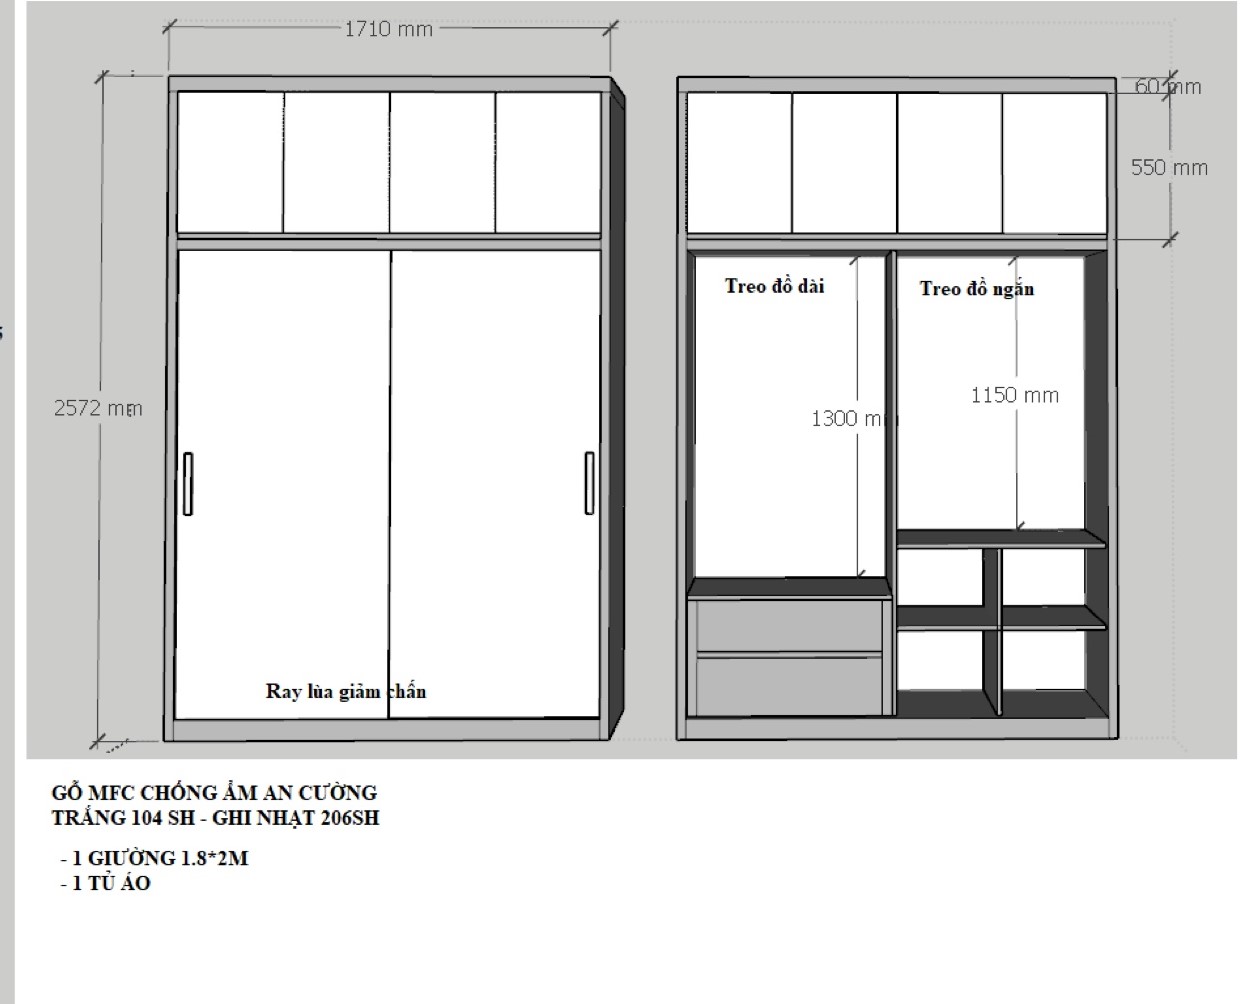 1710 mm
60 mm
550 mm
Treo đồ dài
Treo đồ ngắn
2572 mm
1300 m
1150 mm
Ray lùa giảm chấn
GỖ MFC CHỐNG ẨM AN CƯỜNG
TRẮNG 104 SH - GHI NHẠT 206SH
- 1 GIƯỜNG 1.8*2M
- 1 TỦ ÁO